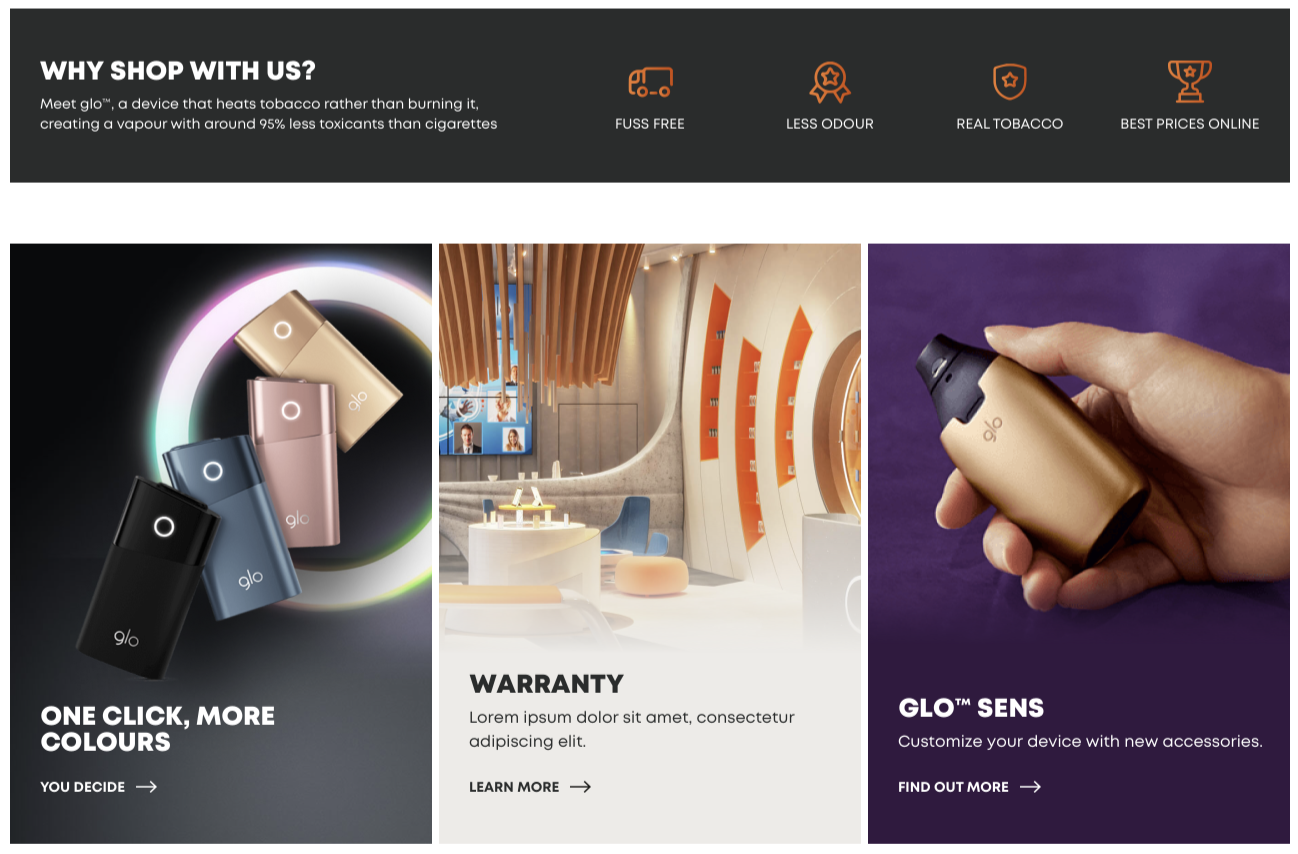 WHY SHOP WITH US?
Meet glo™, a device that heats tobacco rather than burning it,
creating a vapour with around 95% less toxicants than cigarettes
FUSS FREE
LESS ODOUR
REAL TOBACCO
BEST PRICES ONLINE
glo
glo
glo
glo
ONE CLICK, MORE
COLOURS
YOU DECIDE
WARRANTY
Lorem ipsum dolor sit amet, consectetur
adipiscing elit.
LEARN MORE
glo
GLO™ SENS
Customize your device with new accessories.
FIND OUT MORE